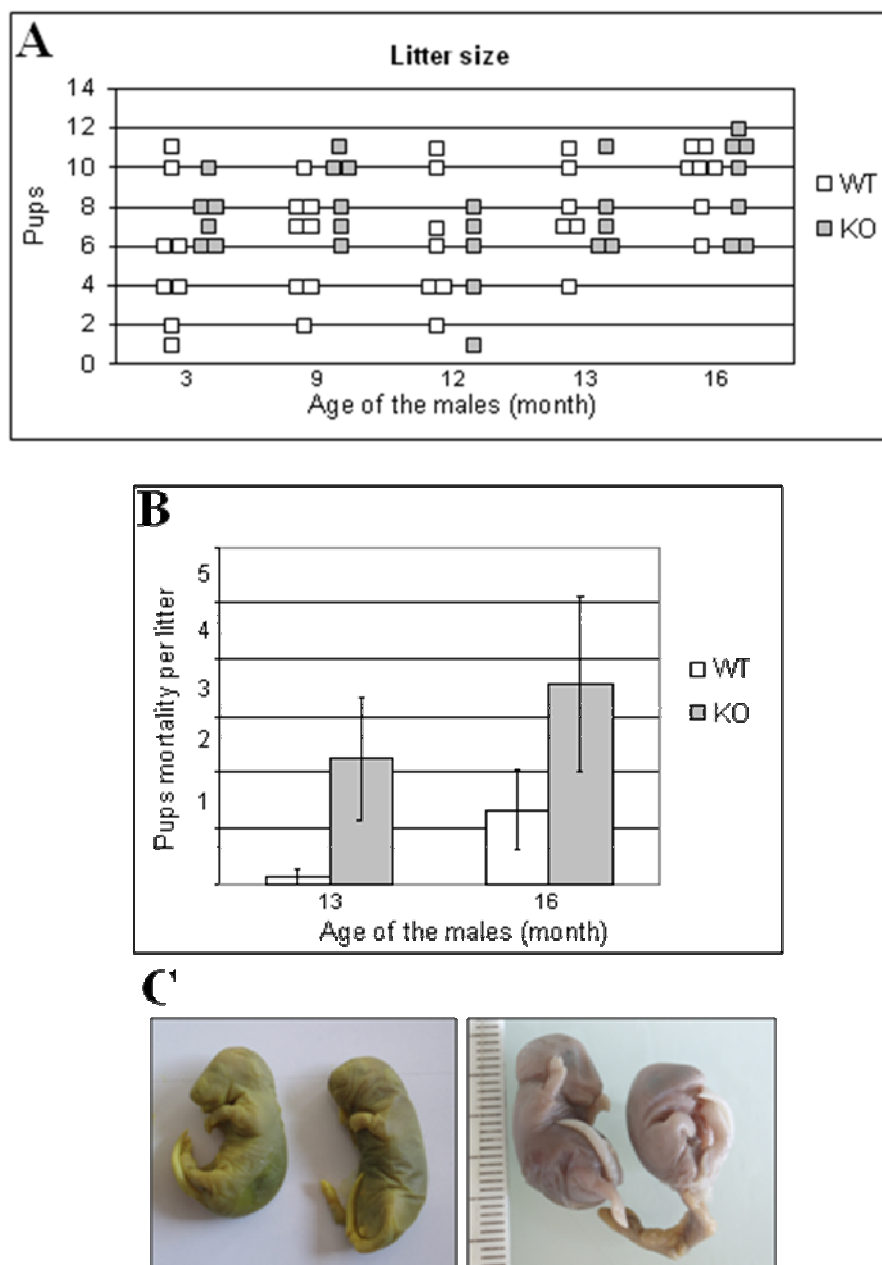 A
Litter size
14
12
10
8
6
4
2
0
Pups
3 9 12 13 16
Age of the males (month)
WT
KO
B
5
4
3
2
1
Pups mortality per litter
13 16
Age of the males (month)
WT
KO
C